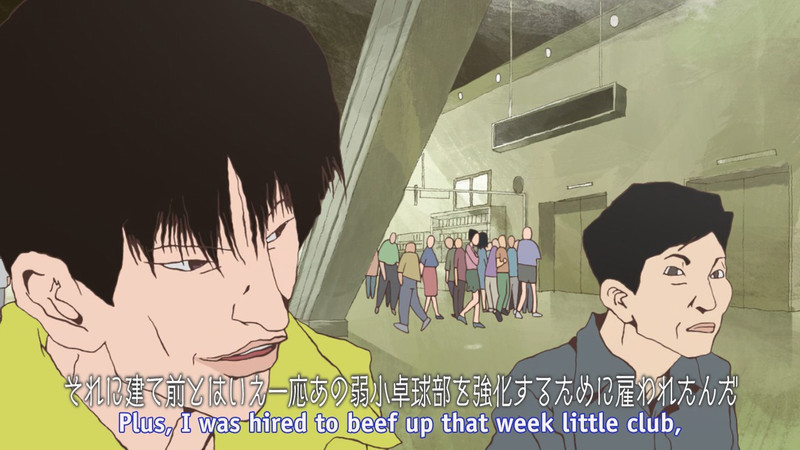 それに建て前とはいえ一応あの弱小卓球部を強化するために雇われたんだ
Plus, I was hired to beef up that week little club,